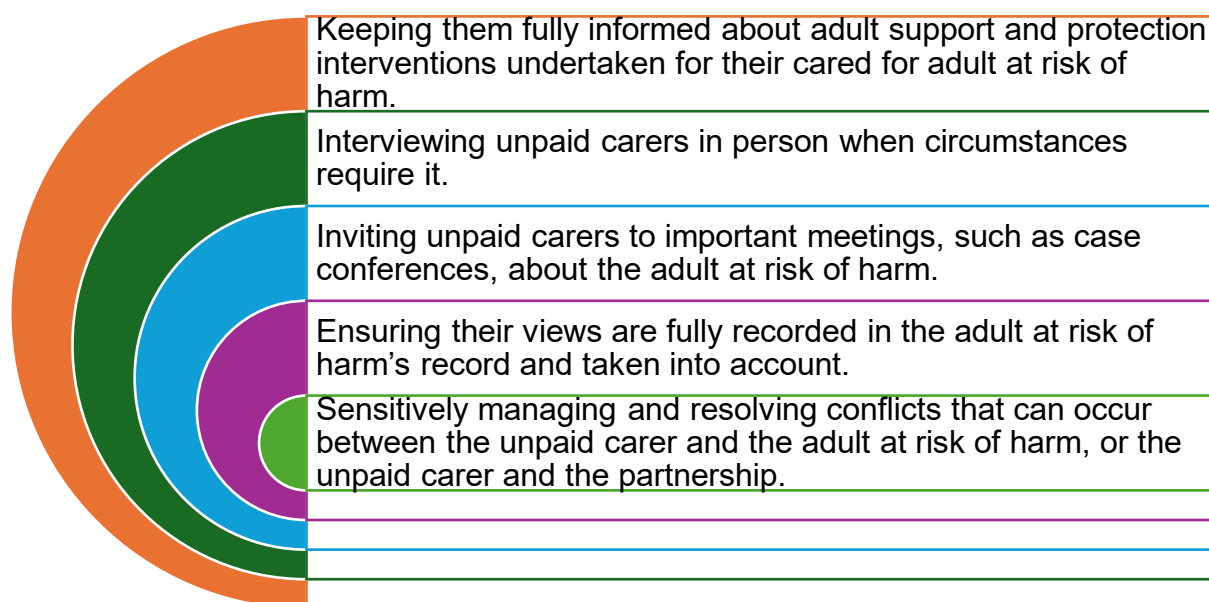 Keeping them fully informed about adult support and protection
interventions undertaken for their cared for adult at risk of
harm.
Interviewing unpaid carers in person when circumstances
require it.
Inviting unpaid carers to important meetings, such as case
conferences, about the adult at risk of harm.
Ensuring their views are fully recorded in the adult at risk of
harm’s record and taken into account.
Sensitively managing and resolving conflicts that can occur
between the unpaid carer and the adult at risk of harm, or the
unpaid carer and the partnership.